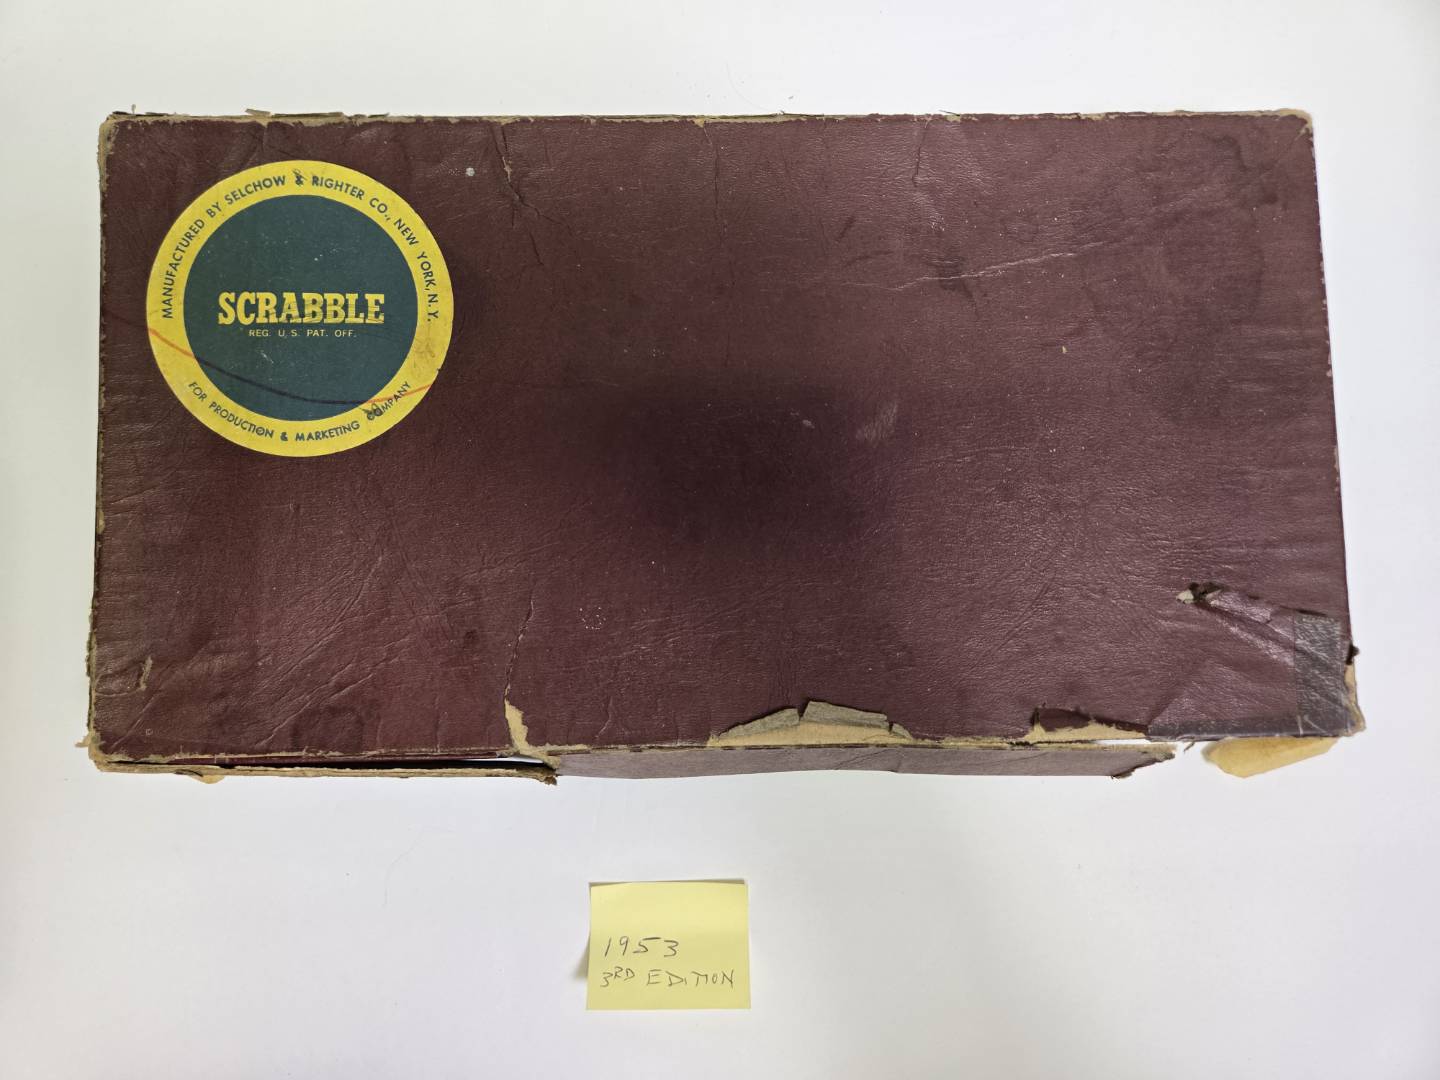 MANUFACTURED BY SELCHOW & RIGHTER CO., NEW YORK, N.Y.
SCRABBLE
REG. U.S. PAT. OFF.
FOR PRODUCTION & MARKETING COMPANY
1953
3RD EDITION